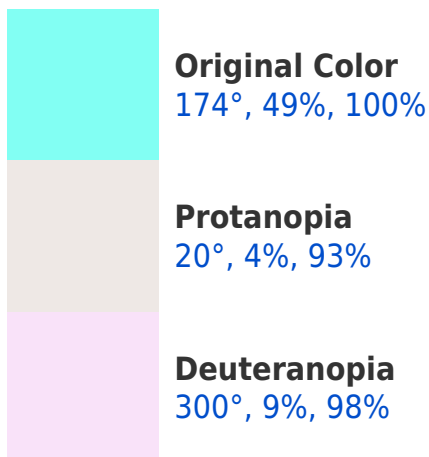 Original Color
174°, 49%, 100%
Protanopia
20°, 4%, 93%
Deuteranopia
300°, 9%, 98%